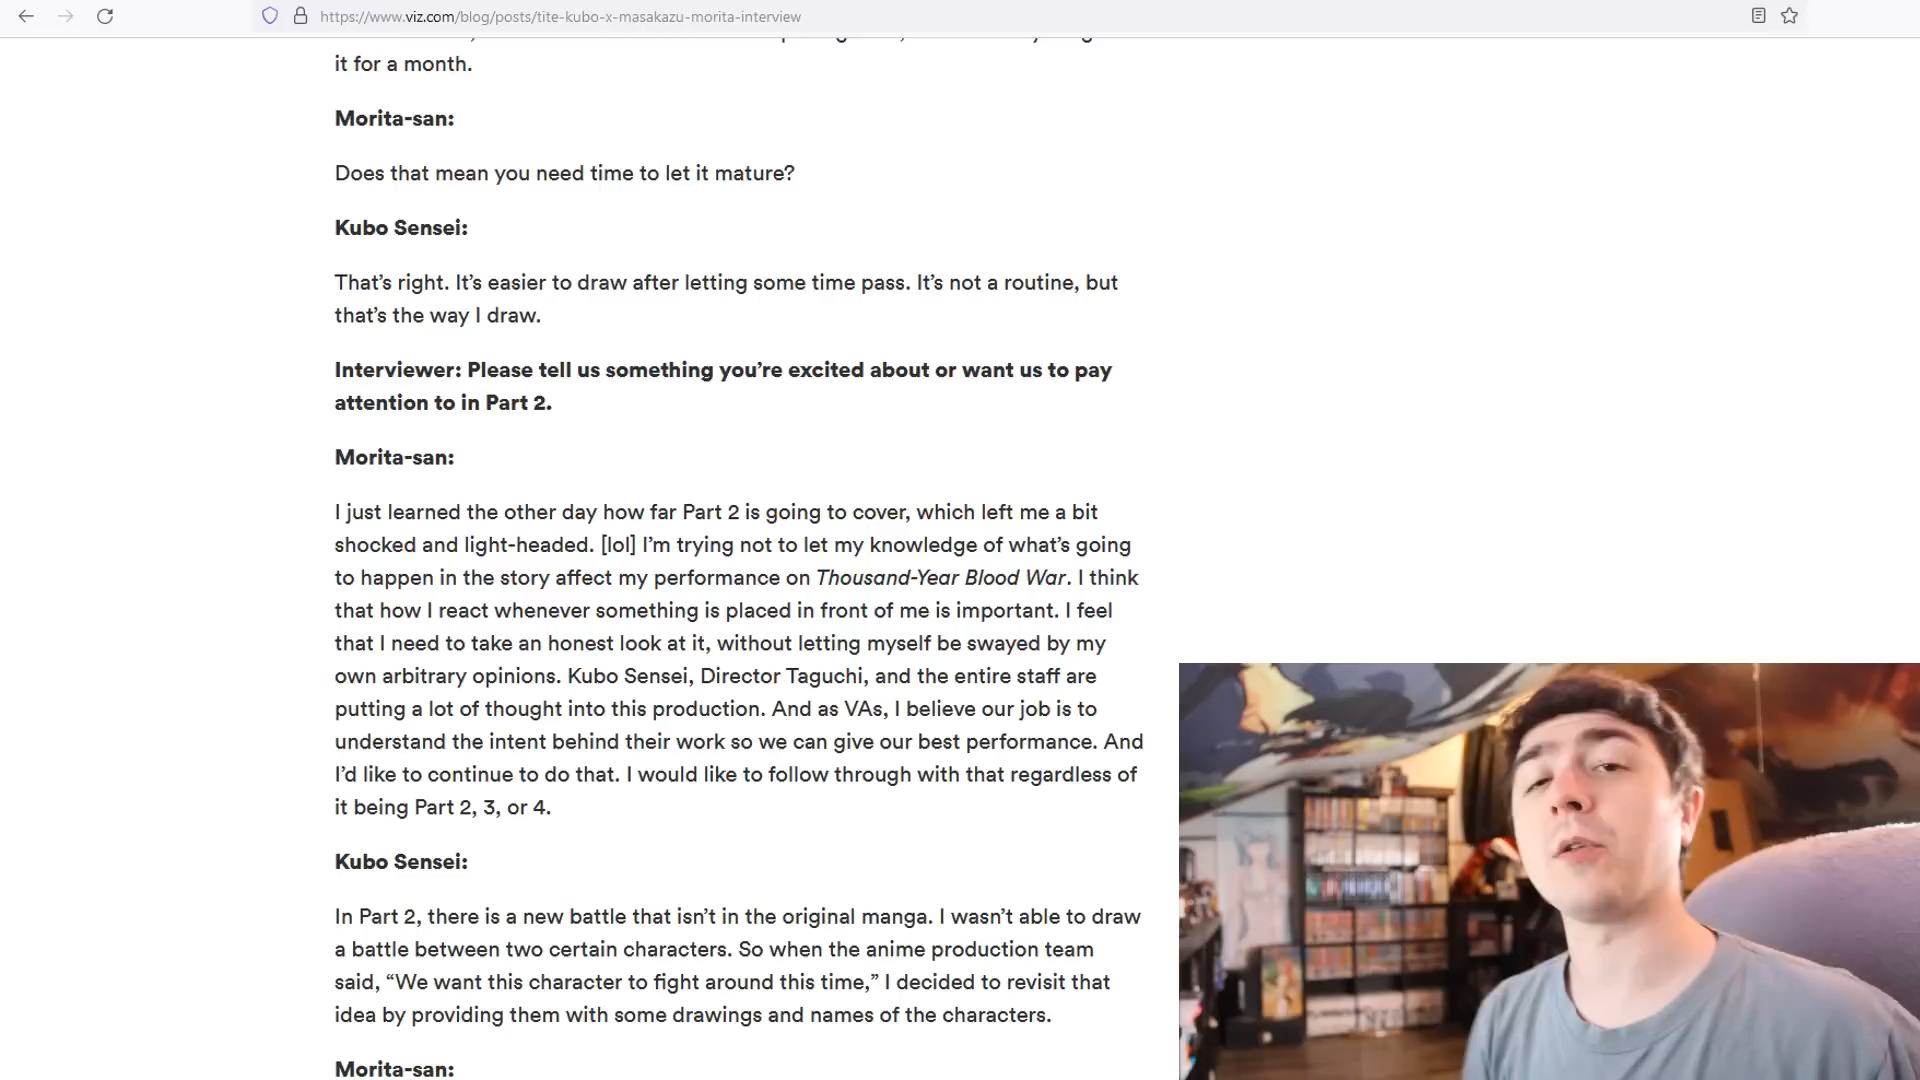 https://www.viz.com/blog/posts/tite-kubo-x-masakazu-morita-interview
it for a month.
Morita-san:
Does that mean you need time to let it mature?
Kubo Sensei:
That’s right. It’s easier to draw after letting some time pass. It’s not a routine, but
that’s the way I draw.
Interviewer: Please tell us something you’re excited about or want us to pay
attention to in Part 2.
Morita-san:
I just learned the other day how far Part 2 is going to cover, which left me a bit
shocked and light-headed. [lol] I’m trying not to let my knowledge of what’s going
to happen in the story affect my performance on Thousand-Year Blood War. I think
that how I react whenever something is placed in front of me is important. I feel
that I need to take an honest look at it, without letting myself be swayed by my
own arbitrary opinions. Kubo Sensei, Director Taguchi, and the entire staff are
putting a lot of thought into this production. And as VAs, I believe our job is to
understand the intent behind their work so we can give our best performance. And
I’d like to continue to do that. I would like to follow through with that regardless of
it being Part 2, 3, or 4.
Kubo Sensei:
In Part 2, there is a new battle that isn’t in the original manga. I wasn’t able to draw
a battle between two certain characters. So when the anime production team
said, “We want this character to fight around this time,” I decided to revisit that
idea by providing them with some drawings and names of the characters.
Morita-san: